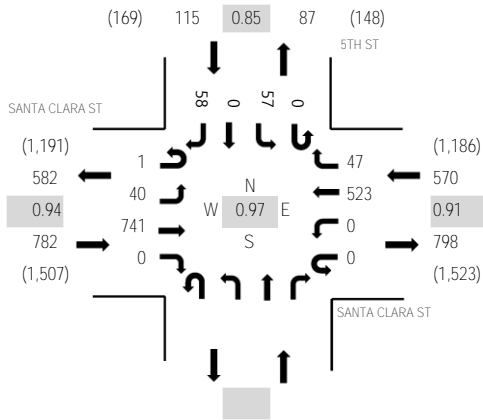 (169) 115 0.85 87 (148)
5TH ST
58 0 57 0
SANTA CLARA ST
(1,191) (1,186)
582 1 47 570
40 N 523
0.94 W 0.97 E 0.91
741 S 0
782 0 0 798
(1,507) (1,523)
SANTA CLARA ST